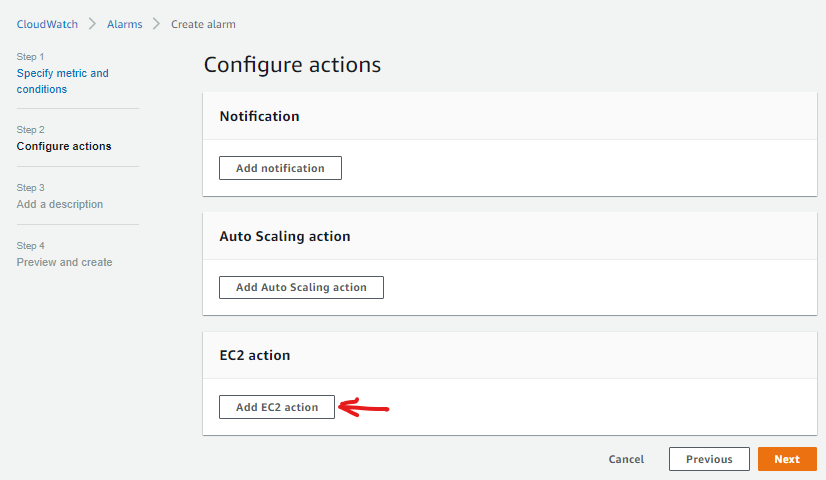 CloudWatch > Alarms > Create alarm
Step 1
Specify metric and
conditions
Step 2
Configure actions
Step 3
Add a description
Step 4
Preview and create
Configure actions
Notification
Add notification
Auto Scaling action
Add Auto Scaling action
EC2 action
Add EC2 action
Cancel Previous Next